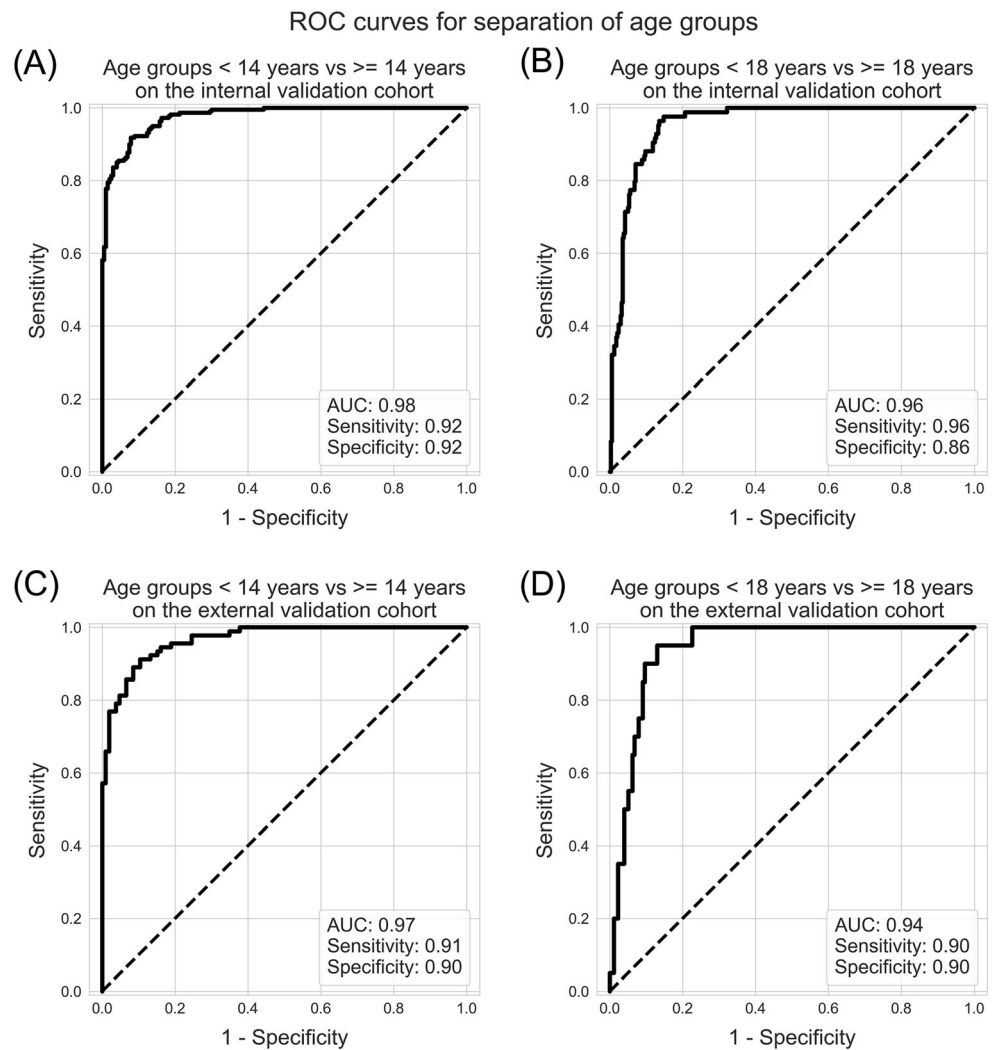 ROC curves for separation of age groups
(A)
Age groups < 14 years vs >= 14 years
on the internal validation cohort
1.0
0.8
0.6
0.4
0.2
0.0
Sensitivity
AUC: 0.98
Sensitivity: 0.92
Specificity: 0.92
0.0 0.2 0.4 0.6 0.8 1.0
1 - Specificity
(B)
Age groups < 18 years vs >= 18 years
on the internal validation cohort
1.0
0.8
0.6
0.4
0.2
0.0
Sensitivity
AUC: 0.96
Sensitivity: 0.96
Specificity: 0.86
0.0 0.2 0.4 0.6 0.8 1.0
1 - Specificity
(C)
Age groups < 14 years vs >= 14 years
on the external validation cohort
1.0
0.8
0.6
0.4
0.2
0.0
Sensitivity
AUC: 0.97
Sensitivity: 0.91
Specificity: 0.90
0.0 0.2 0.4 0.6 0.8 1.0
1 - Specificity
(D)
Age groups < 18 years vs >= 18 years
on the external validation cohort
1.0
0.8
0.6
0.4
0.2
0.0
Sensitivity
AUC: 0.94
Sensitivity: 0.90
Specificity: 0.90
0.0 0.2 0.4 0.6 0.8 1.0
1 - Specificity